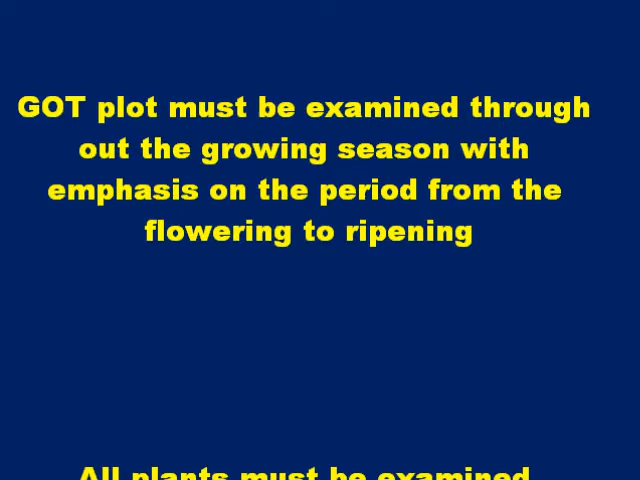 GOT plot must be examined through
out the growing season with
emphasis on the period from the
flowering to ripening
All plants must be examined